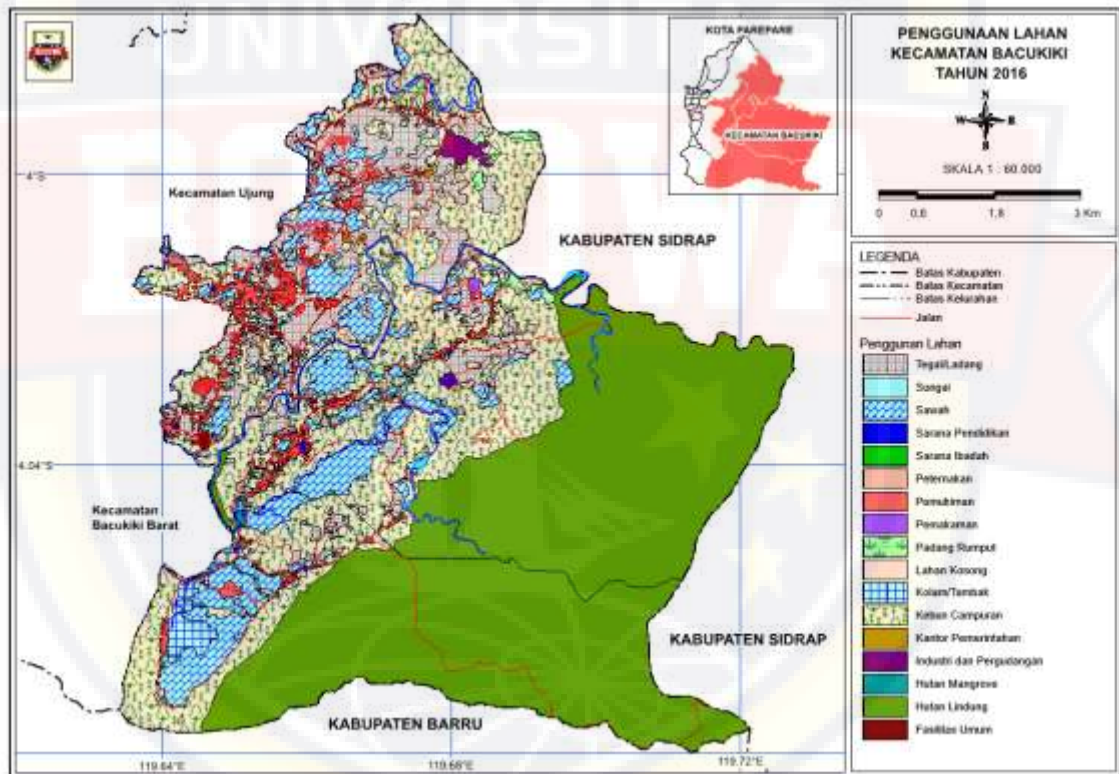 UNIVERSITAS
BOSOWA
KOTA PAREPARE
KECAMATAN BACUKIKI
PENGGUNAAN LAHAN
KECAMATAN BACUKIKI
TAHUN 2016
N
W E
S
SKALA 1 : 60.000
0 0,6 1,8 3 Km
4°S
Kecamatan Ujung
KABUPATEN SIDRAP
4.04°S
Kecamatan
Bacukiki Barat
KABUPATEN SIDRAP
KABUPATEN BARRU
119.64°E 119.68°E 119.72°E
LEGENDA
Batas Kabupaten
Batas Kecamatan
Batas Kelurahan
Jalan
Penggunan Lahan
Tegal/Ladang
Sungai
Sawah
Sarana Pendidikan
Sarana Ibadah
Peternakan
Pemukiman
Pemakaman
Padang Rumput
Lahan Kosong
Kolam/Tambak
Kebun Campuran
Kantor Pemerintahan
Industri dan Pergudangan
Hutan Mangrove
Hutan Lindung
Fasilitas Umum